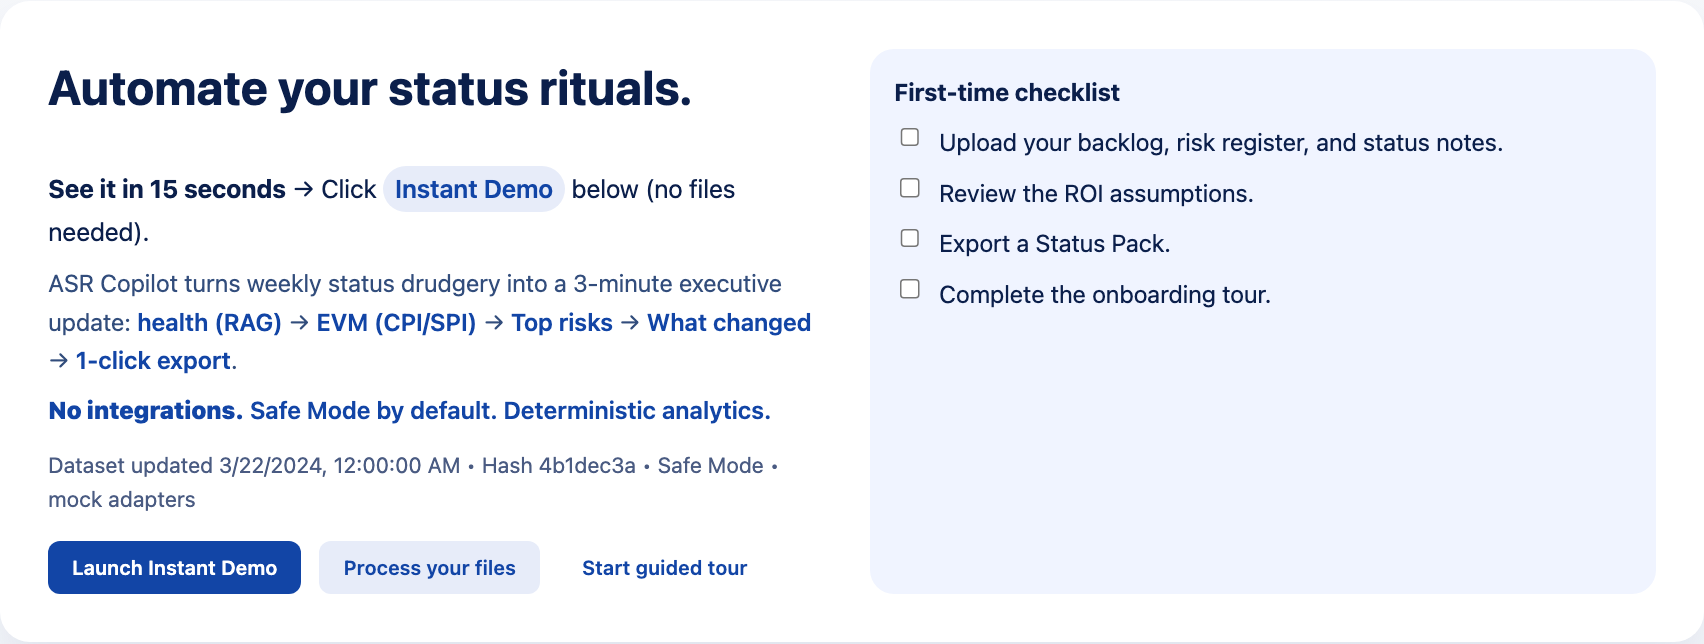 Automate your status rituals.
See it in 15 seconds → Click Instant Demo below (no files
needed).
ASR Copilot turns weekly status drudgery into a 3-minute executive
update: health (RAG) → EVM (CPI/SPI) → Top risks → What changed
→ 1-click export.
No integrations. Safe Mode by default. Deterministic analytics.
Dataset updated 3/22/2024, 12:00:00 AM • Hash 4b1dec3a • Safe Mode •
mock adapters
Launch Instant Demo
Process your files
Start guided tour
First-time checklist
Upload your backlog, risk register, and status notes.
Review the ROI assumptions.
Export a Status Pack.
Complete the onboarding tour.